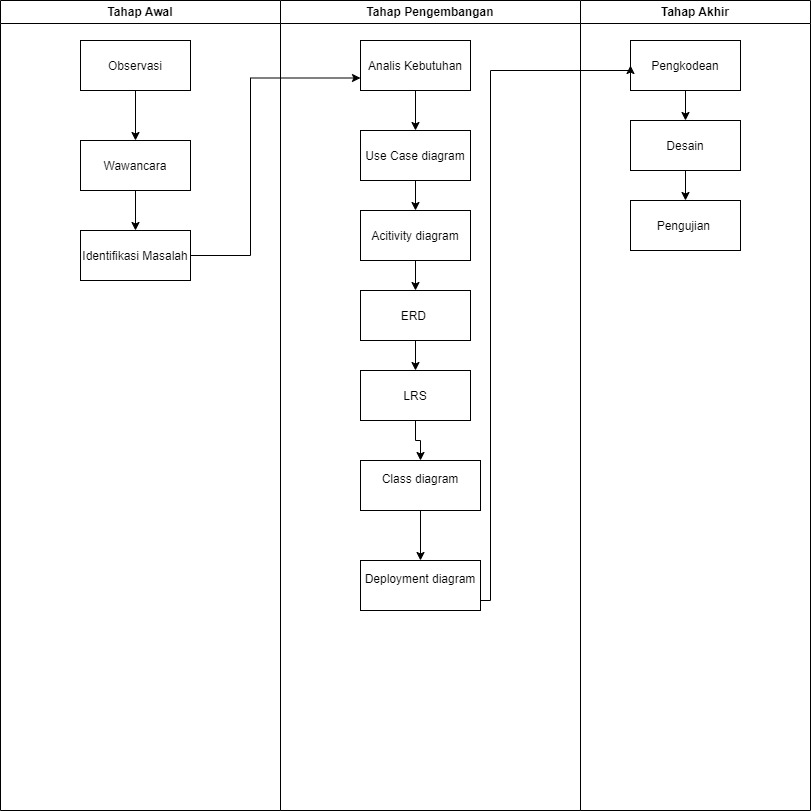 Tahap Awal
Tahap Pengembangan
Tahap Akhir
Observasi
Wawancara
Identifikasi Masalah
Analis Kebutuhan
Use Case diagram
Acitivity diagram
ERD
LRS
Class diagram
Deployment diagram
Pengkodean
Desain
Pengujian